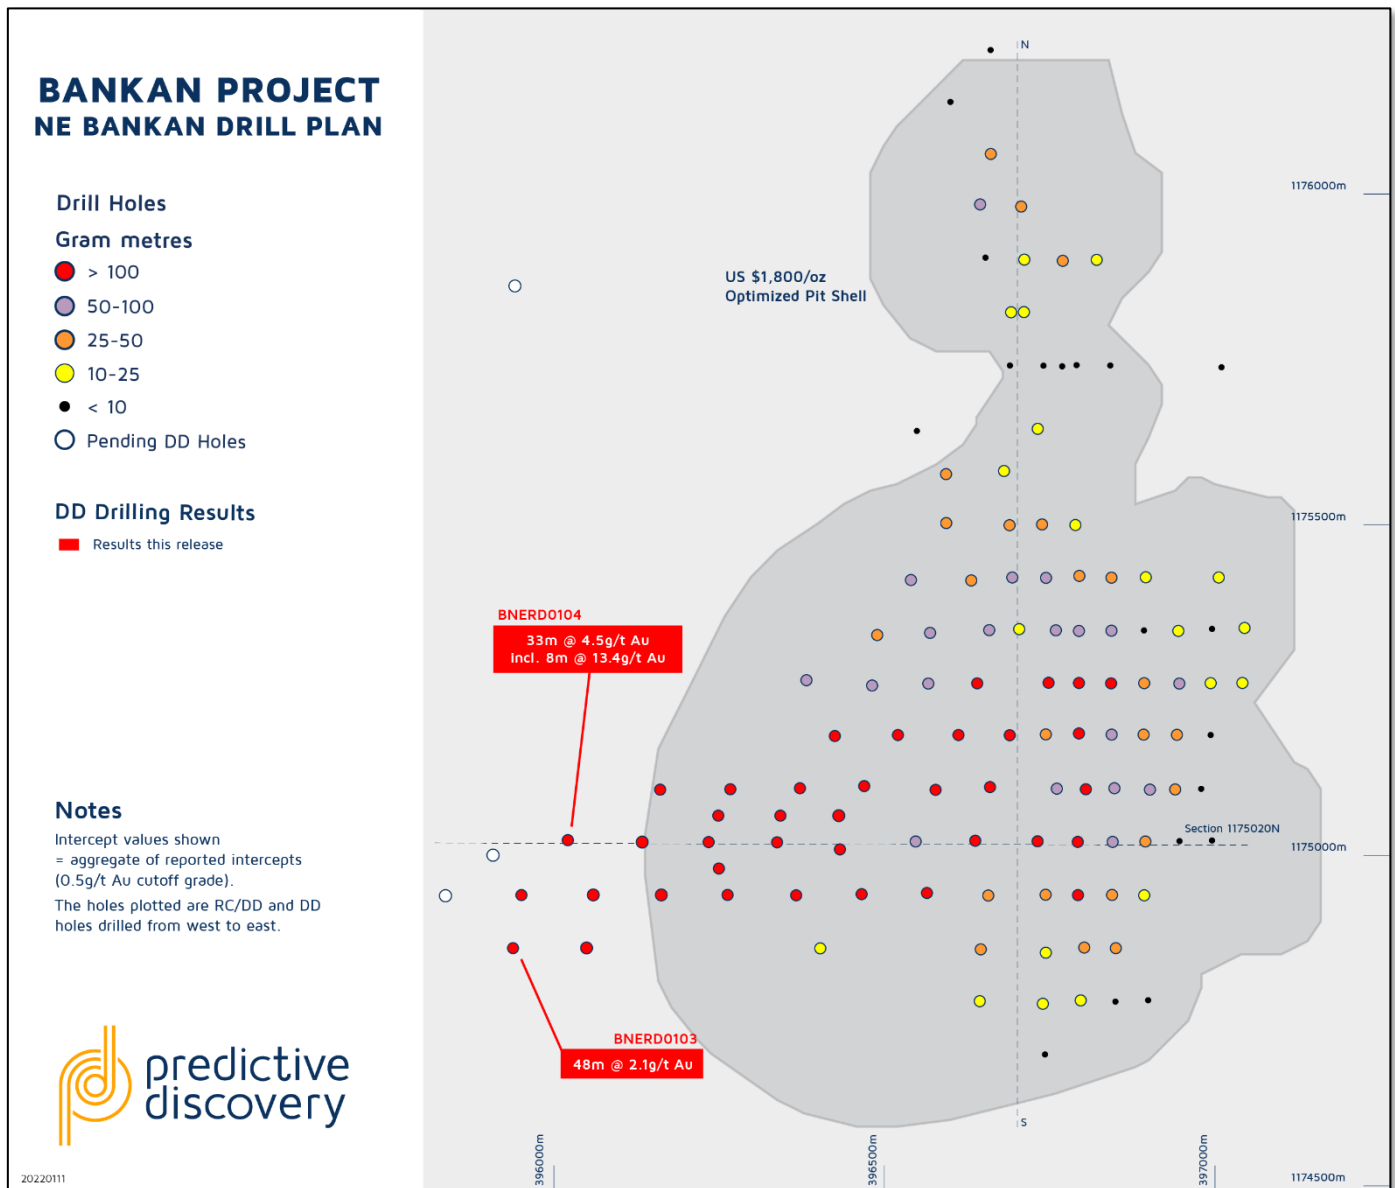 BANKAN PROJECT
NE BANKAN DRILL PLAN
Drill Holes
Gram metres
> 100
50-100
25-50
10-25
< 10
Pending DD Holes
DD Drilling Results
Results this release
Notes
Intercept values shown
= aggregate of reported intercepts
(0.5g/t Au cutoff grade).
The holes plotted are RC/DD and DD
holes drilled from west to east.
predictive
discovery
20220111
N
1176000m
US $1,800/oz
Optimized Pit Shell
1175500m
BNERD0104
33m @ 4.5g/t Au
incl. 8m @ 13.4g/t Au
Section 1175020N
1175000m
BNERD0103
48m @ 2.1g/t Au
S
396000m
396500m
397000m
1174500m